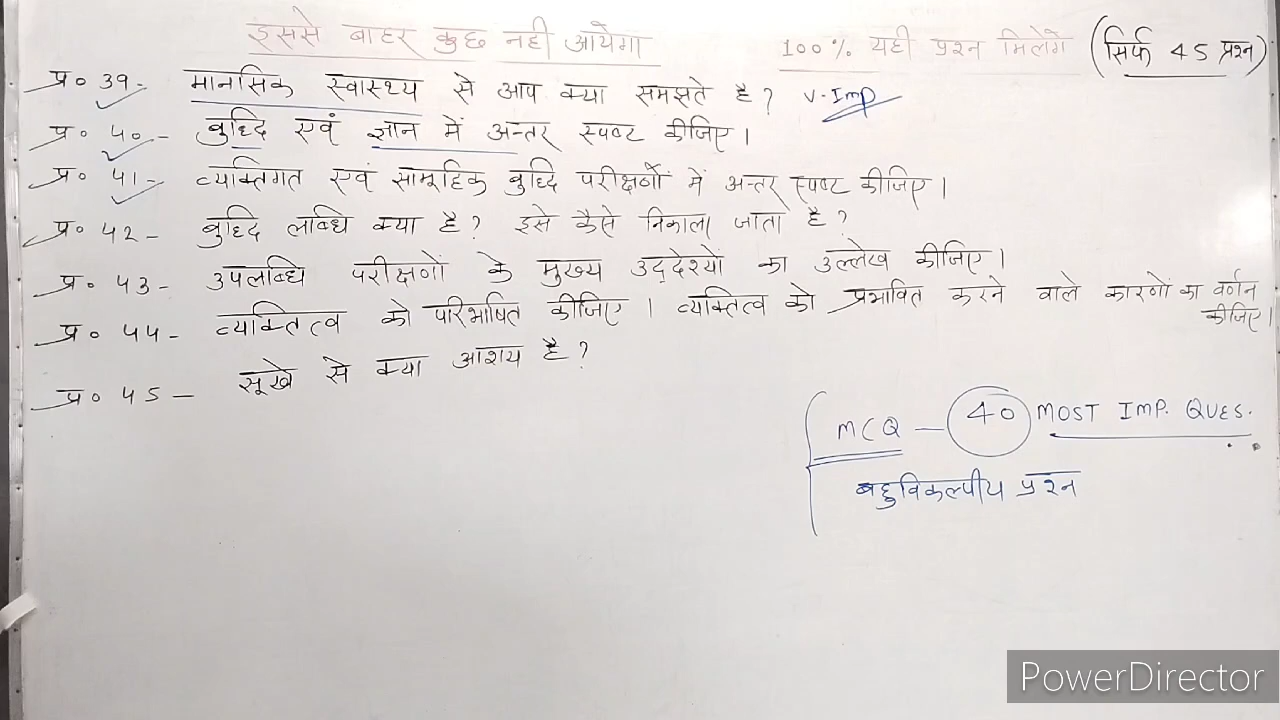 इससे बाहर कुछ नही आयेगा 100% यही प्रश्न मिलेंगे (सिर्फ 45 प्रश्न)
प्र० 39- मानसिक स्वास्थ्य से आप क्या समझते है? V.Imp
प्र० 40- बुध्दि एवं ज्ञान में अन्तर स्पष्ट कीजिए।
प्र० 41- व्यक्तिगत एवं सामूहिक बुध्दि परीक्षणों में अन्तर स्पष्ट कीजिए।
प्र० 42- बुध्दि लब्धि क्या है? इसे कैसे निकाला जाता है?
प्र० 43- उपलब्धि परीक्षणों के मुख्य उद्देश्यों का उल्लेख कीजिए।
प्र० 44- व्यक्तित्व को परिभाषित कीजिए। व्यक्तित्व को प्रभावित करने वाले कारणों का वर्णन
कीजिए।
प्र० 45- सूखे से क्या आशय है?
MCQ - 40 MOST IMP. QUES.
बहुविकल्पीय प्रश्न
PowerDirector